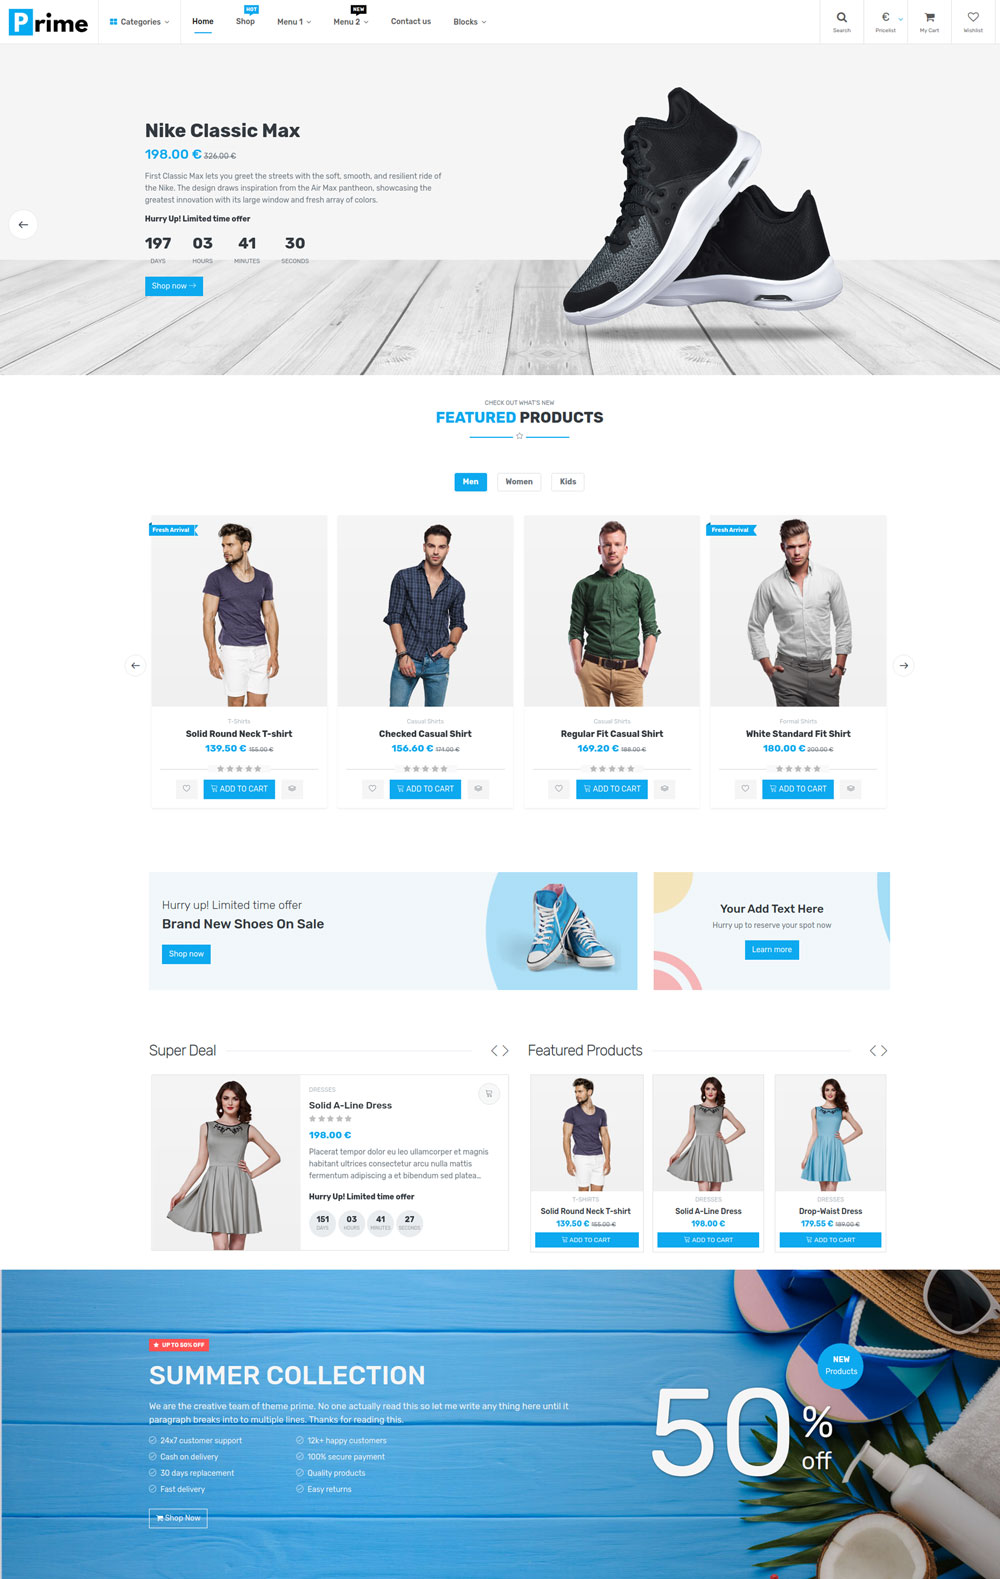 Prime
Categories
Home
HOT
Shop
Menu 1
NEW
Menu 2
Contact us
Blocks
Search
€
Pricelist
My Cart
Wishlist
Nike Classic Max
198.00 € 326.00 €
First Classic Max lets you greet the streets with the soft, smooth, and resilient ride of
the Nike. The design draws inspiration from the Air Max pantheon, showcasing the
greatest innovation with its large window and fresh array of colors.
Hurry Up! Limited time offer
197 03 41 30
DAYS HOURS MINUTES SECONDS
Shop now
CHECK OUT WHAT'S NEW
FEATURED PRODUCTS
Men Women Kids
Fresh Arrival
Fresh Arrival
T-Shirts
Solid Round Neck T-shirt
139.50 € 155.00 €
ADD TO CART
Casual Shirts
Checked Casual Shirt
156.60 € 174.00 €
ADD TO CART
Casual Shirts
Regular Fit Casual Shirt
169.20 € 188.00 €
ADD TO CART
Formal Shirts
White Standard Fit Shirt
180.00 € 200.00 €
ADD TO CART
Hurry up! Limited time offer
Brand New Shoes On Sale
Shop now
Your Add Text Here
Hurry up to reserve your spot now
Learn more
Super Deal
DRESSES
Solid A-Line Dress
198.00 €
Placerat tempor dolor eu leo ullamcorper et magnis
habitant ultrices consectetur arcu nulla mattis
fermentum adipiscing a et bibendum sed platea...
Hurry Up! Limited time offer
151 03 41 27
DAYS HOURS MINUTES SECONDS
Featured Products
T-SHIRTS
Solid Round Neck T-shirt
139.50 € 155.00 €
ADD TO CART
DRESSES
Solid A-Line Dress
198.00 €
ADD TO CART
DRESSES
Drop-Waist Dress
179.55 € 189.00 €
ADD TO CART
UP TO 50% OFF
SUMMER COLLECTION
We are the creative team of theme prime. No one actually read this so let me write any thing here until it
paragraph breaks into to multiple lines. Thanks for reading this.
24x7 customer support
12k+ happy customers
Cash on delivery
100% secure payment
30 days replacement
Quality products
Fast delivery
Easy returns
Shop Now
NEW
Products
50%
off